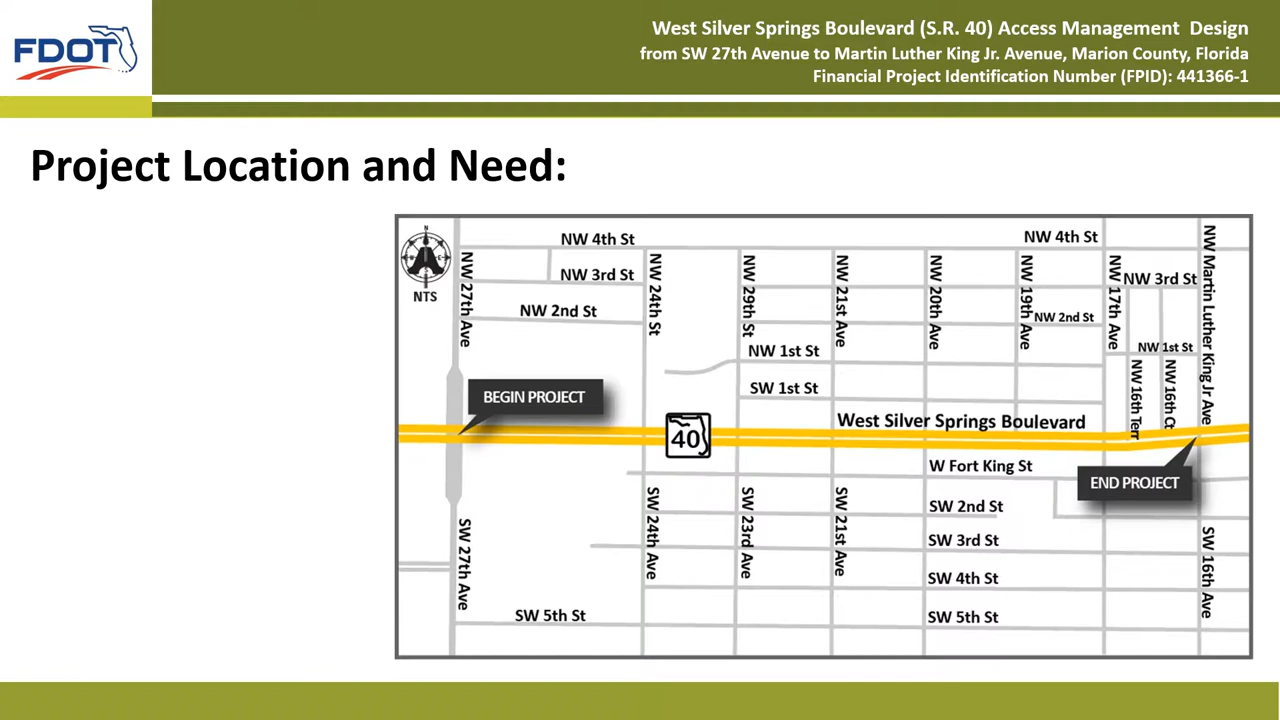 FDOT
West Silver Springs Boulevard (S.R. 40) Access Management Design
from SW 27th Avenue to Martin Luther King Jr. Avenue, Marion County, Florida
Financial Project Identification Number (FPID): 441366-1
Project Location and Need:
N
S
NTS
NW 4th St
NW 4th St
NW 3rd St
NW 3rd St
NW 2nd St
NW 2nd St
NW 1st St
NW 1st St
SW 1st St
NW 27th Ave
NW 24th St
NW 29th St
NW 21st Ave
NW 20th Ave
NW 19th Ave
NW 17th Ave
NW 16th Terr
NW 16th Ct
NW Martin Luther King Jr Ave
BEGIN PROJECT
40
West Silver Springs Boulevard
W Fort King St
END PROJECT
SW 2nd St
SW 3rd St
SW 4th St
SW 5th St
SW 5th St
SW 27th Ave
SW 24th Ave
SW 23rd Ave
SW 21st Ave
SW 16th Ave